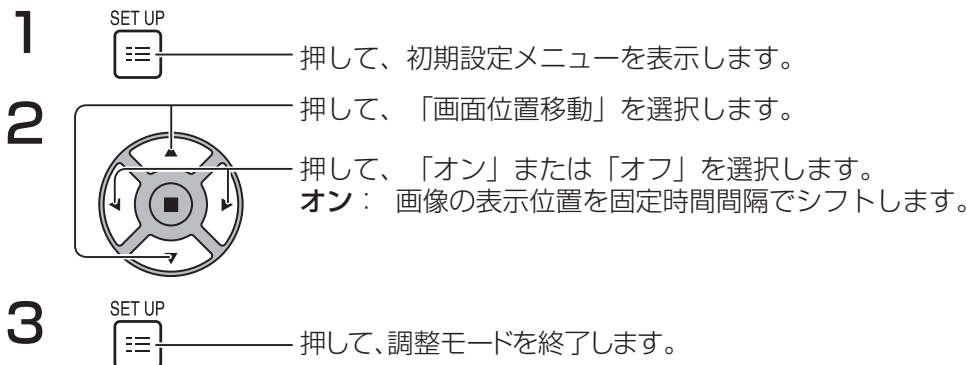 1
SET UP
押して、初期設定メニューを表示します。
2
押して、「画面位置移動」を選択します。
押して、「オン」または「オフ」を選択します。
オン： 画像の表示位置を固定時間間隔でシフトします。
3
SET UP
押して、調整モードを終了します。